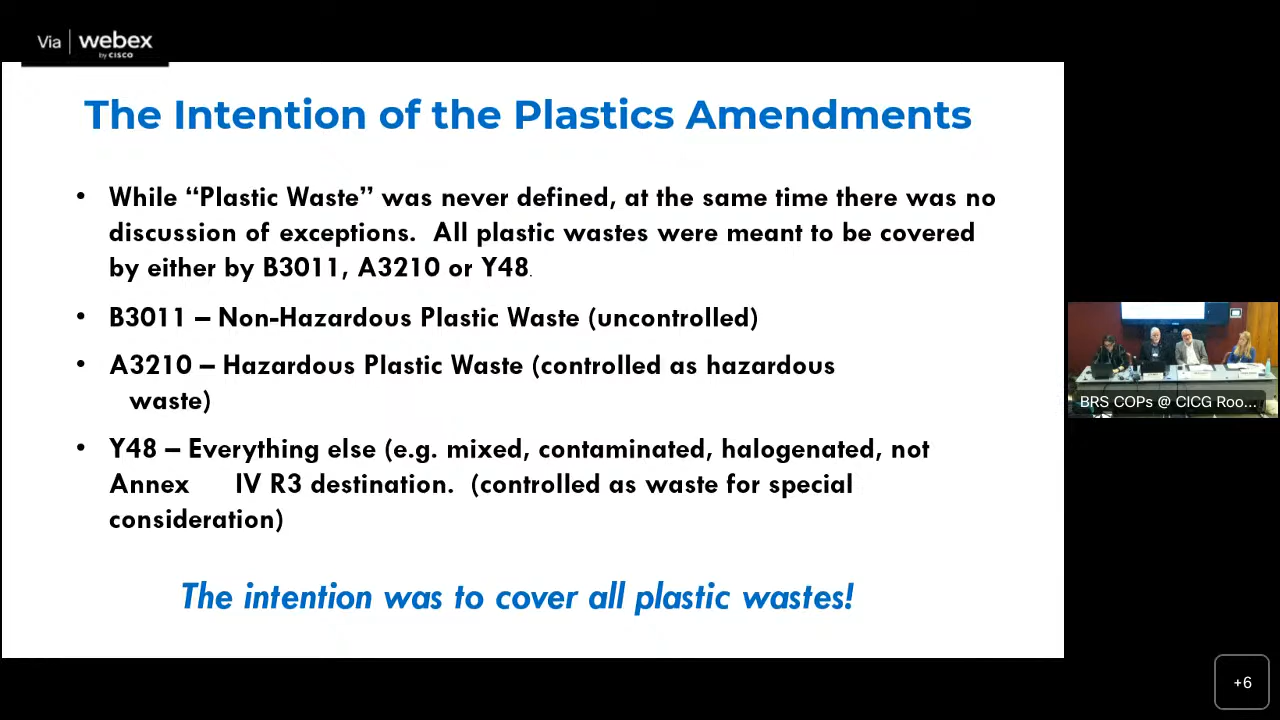 Via | webex
by CISCO
The Intention of the Plastics Amendments
• While “Plastic Waste” was never defined, at the same time there was no
discussion of exceptions.  All plastic wastes were meant to be covered
by either by B3011, A3210 or Y48.
• B3011 – Non-Hazardous Plastic Waste (uncontrolled)
• A3210 – Hazardous Plastic Waste (controlled as hazardous
waste)
• Y48 – Everything else (e.g. mixed, contaminated, halogenated, not
Annex IV R3 destination.  (controlled as waste for special
consideration)
The intention was to cover all plastic wastes!
BRS COPs @ CICG Roo...
+6